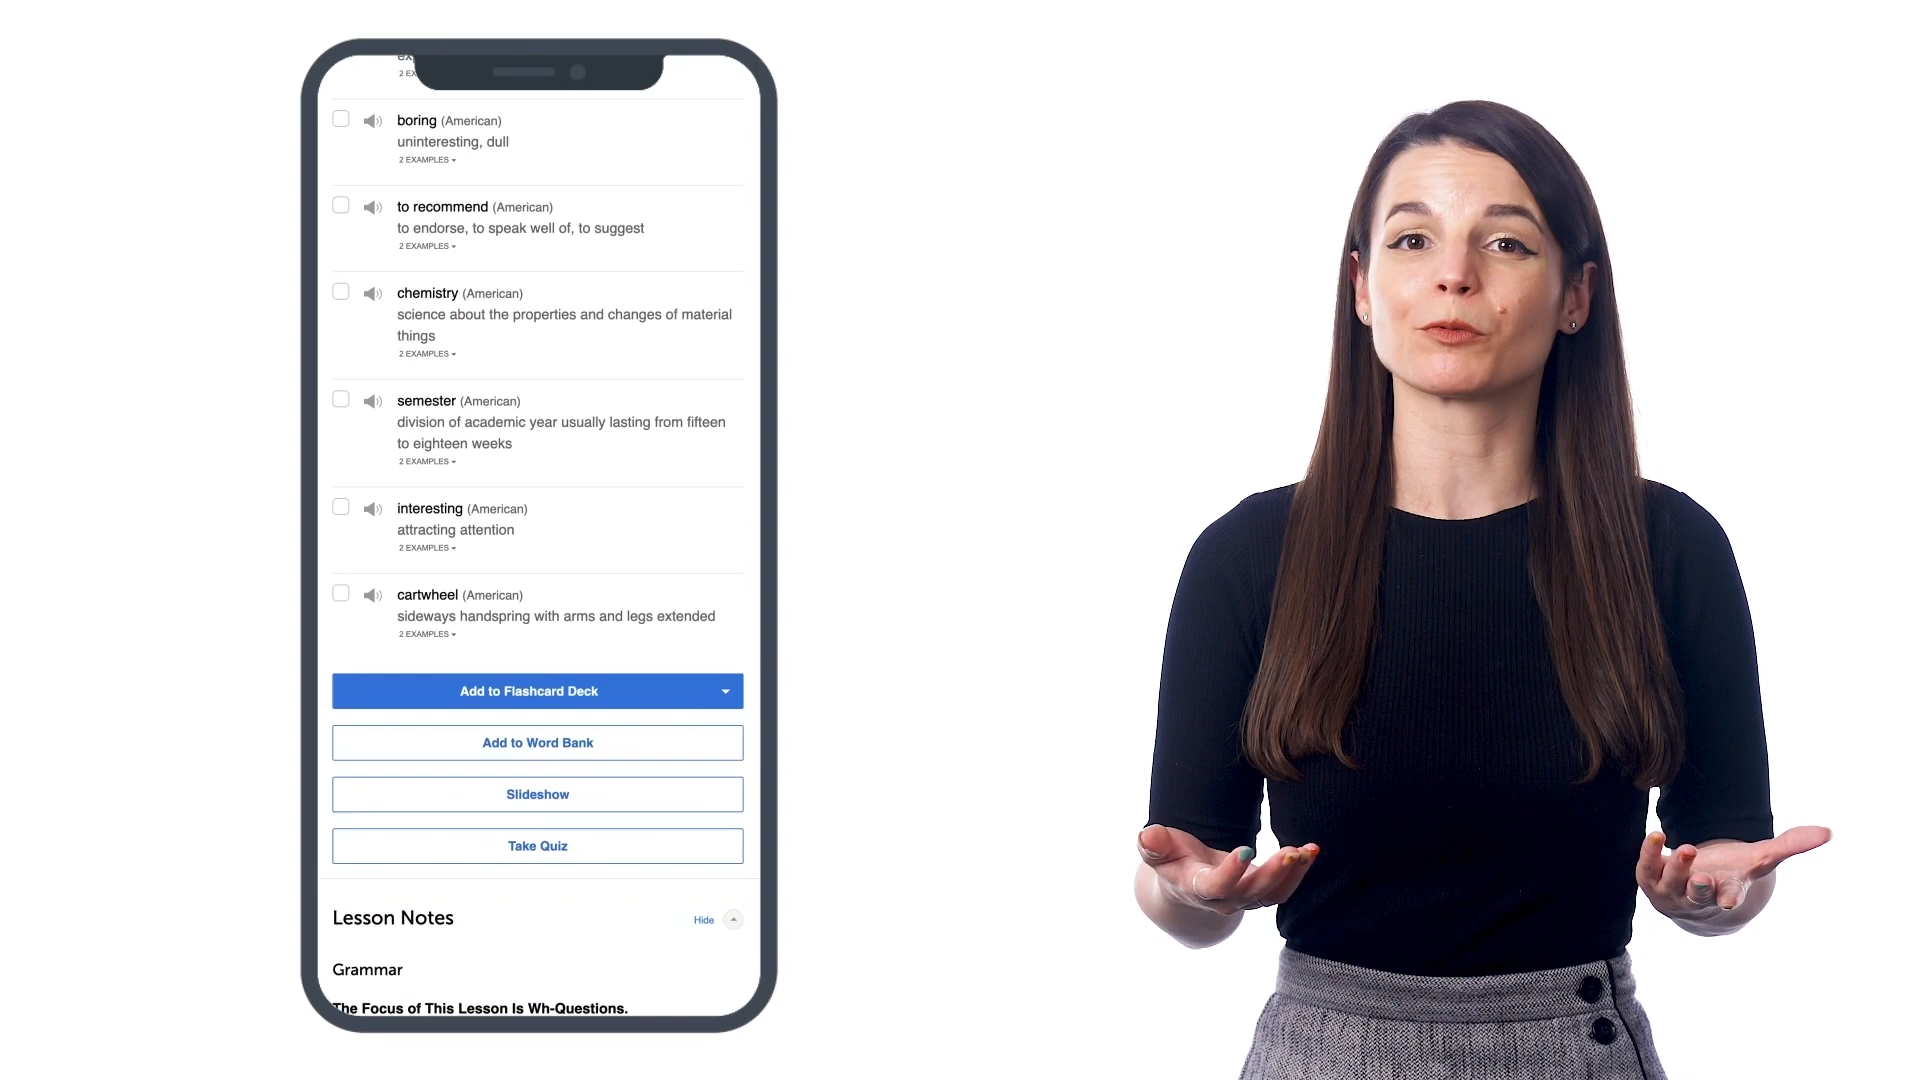 2 EX
boring (American)
uninteresting, dull
2 EXAMPLES
to recommend (American)
to endorse, to speak well of, to suggest
2 EXAMPLES
chemistry (American)
science about the properties and changes of material
things
2 EXAMPLES
semester (American)
division of academic year usually lasting from fifteen
to eighteen weeks
2 EXAMPLES
interesting (American)
attracting attention
2 EXAMPLES
cartwheel (American)
sideways handspring with arms and legs extended
2 EXAMPLES
Add to Flashcard Deck
Add to Word Bank
Slideshow
Take Quiz
Lesson Notes
Hide
Grammar
The Focus of This Lesson Is Wh-Questions.